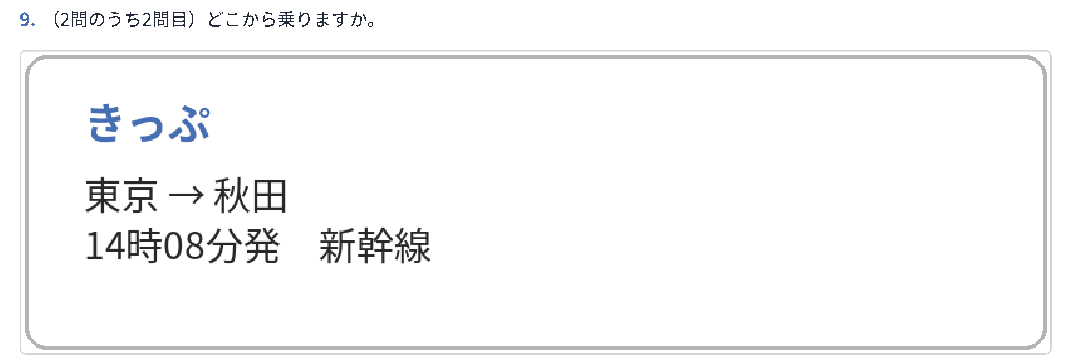 9. （2問のうち2問目）どこから乗りますか。
きっぷ
東京 → 秋田
14時08分発　新幹線